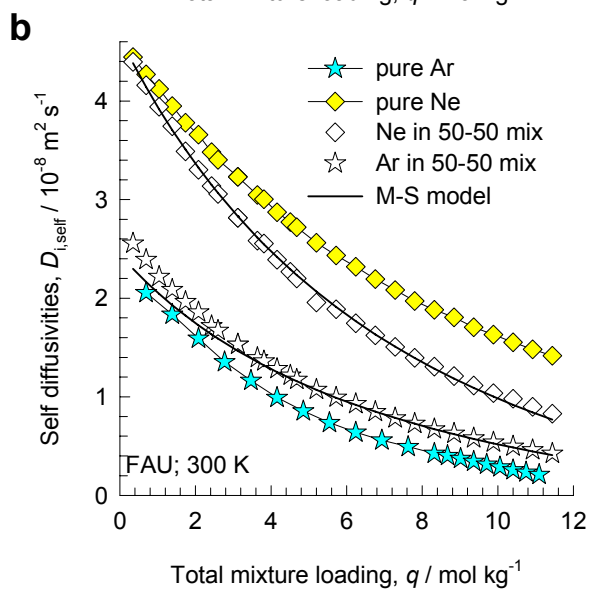 b
pure Ar
pure Ne
Ne in 50-50 mix
Ar in 50-50 mix
M-S model
Self diffusivities, D_i,self / 10⁻⁸ m² s⁻¹
4
3
2
1
0
FAU; 300 K
0 2 4 6 8 10 12
Total mixture loading, q / mol kg⁻¹